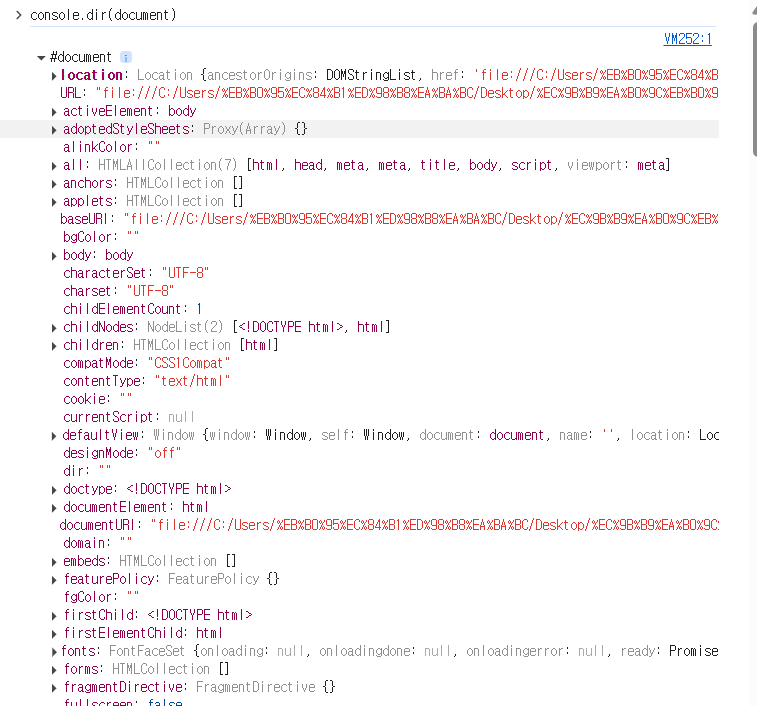 > console.dir(document)
VM252:1
▼ #document i
▶ location: Location {ancestorOrigins: DOMStringList, href: 'file:///C:/Users/%EB%B0%95%EC%84%B
URL: "file:///C:/Users/%EB%B0%95%EC%84%B1%ED%98%B8%EA%BA%BC/Desktop/%EC%9B%B9%EA%B0%9C%EB%B0%9
▶ activeElement: body
▶ adoptedStyleSheets: Proxy(Array) {}
alinkColor: ""
▶ all: HTMLAllCollection(7) [html, head, meta, meta, title, body, script, viewport: meta]
▶ anchors: HTMLCollection []
▶ applets: HTMLCollection []
baseURI: "file:///C:/Users/%EB%B0%95%EC%84%B1%ED%98%B8%EA%BA%BC/Desktop/%EC%9B%B9%EA%B0%9C%EB%
bgColor: ""
▶ body: body
characterSet: "UTF-8"
charset: "UTF-8"
childElementCount: 1
▶ childNodes: NodeList(2) [<!DOCTYPE html>, html]
▶ children: HTMLCollection [html]
compatMode: "CSS1Compat"
contentType: "text/html"
cookie: ""
currentScript: null
▶ defaultView: Window {window: Window, self: Window, document: document, name: '', location: Loc
designMode: "off"
dir: ""
▶ doctype: <!DOCTYPE html>
▶ documentElement: html
documentURI: "file:///C:/Users/%EB%B0%95%EC%84%B1%ED%98%B8%EA%BA%BC/Desktop/%EC%9B%B9%EA%B0%9C
domain: ""
▶ embeds: HTMLCollection []
▶ featurePolicy: FeaturePolicy {}
fgColor: ""
▶ firstChild: <!DOCTYPE html>
▶ firstElementChild: html
▶ fonts: FontFaceSet {onloading: null, onloadingdone: null, onloadingerror: null, ready: Promise
▶ forms: HTMLCollection []
▶ fragmentDirective: FragmentDirective {}
fullscreen: false